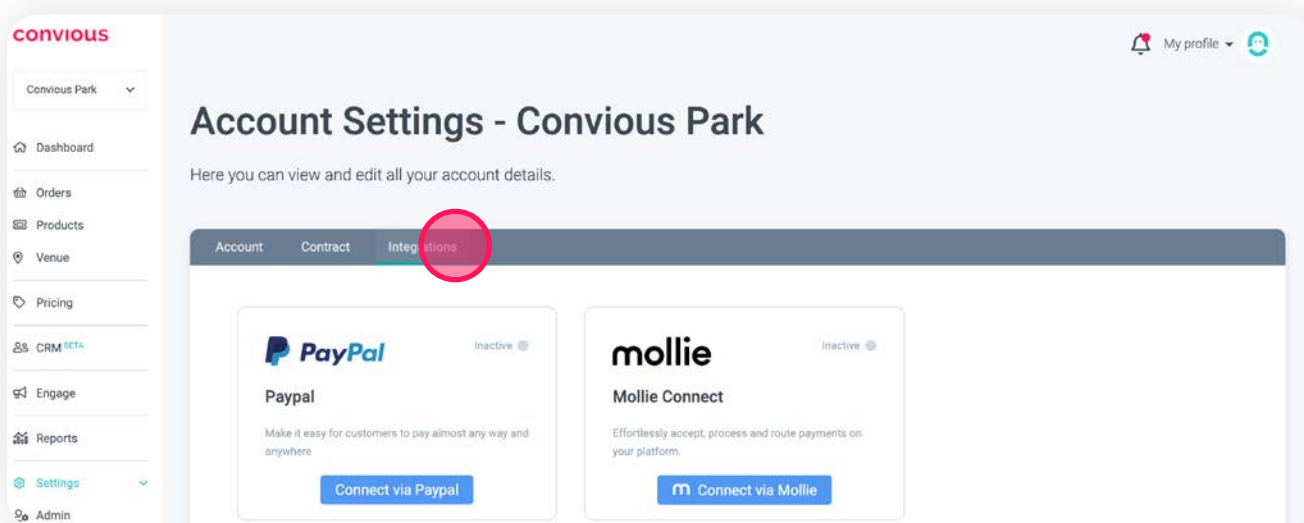 convious
My profile
Convious Park
Account Settings - Convious Park
Dashboard
Here you can view and edit all your account details.
Orders
Products
Venue
Account Contract Integrations
Pricing
CRM BETA
Engage
Reports
Settings
Admin
PayPal Inactive
Paypal
Make it easy for customers to pay almost any way and
anywhere
Connect via Paypal
mollie Inactive
Mollie Connect
Effortlessly accept, process and route payments on
your platform.
m Connect via Mollie